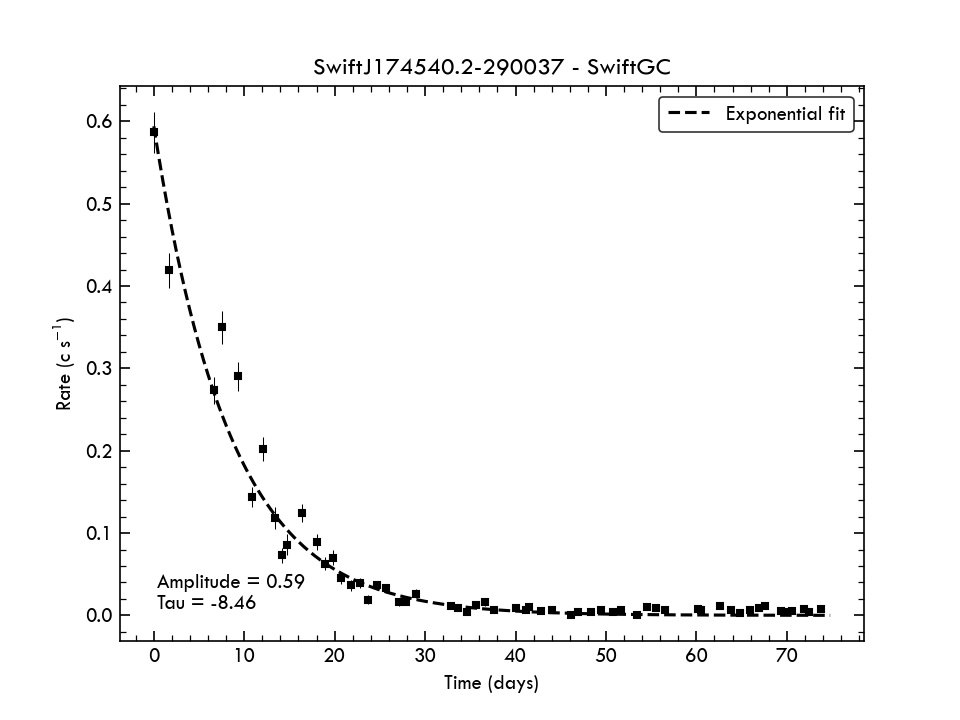 SwiftJ174540.2-290037 - SwiftGC
Exponential fit
0.6
0.5
0.4
0.3
0.2
0.1
0.0
Rate (c s⁻¹)
Amplitude = 0.59
Tau = -8.46
0 10 20 30 40 50 60 70
Time (days)